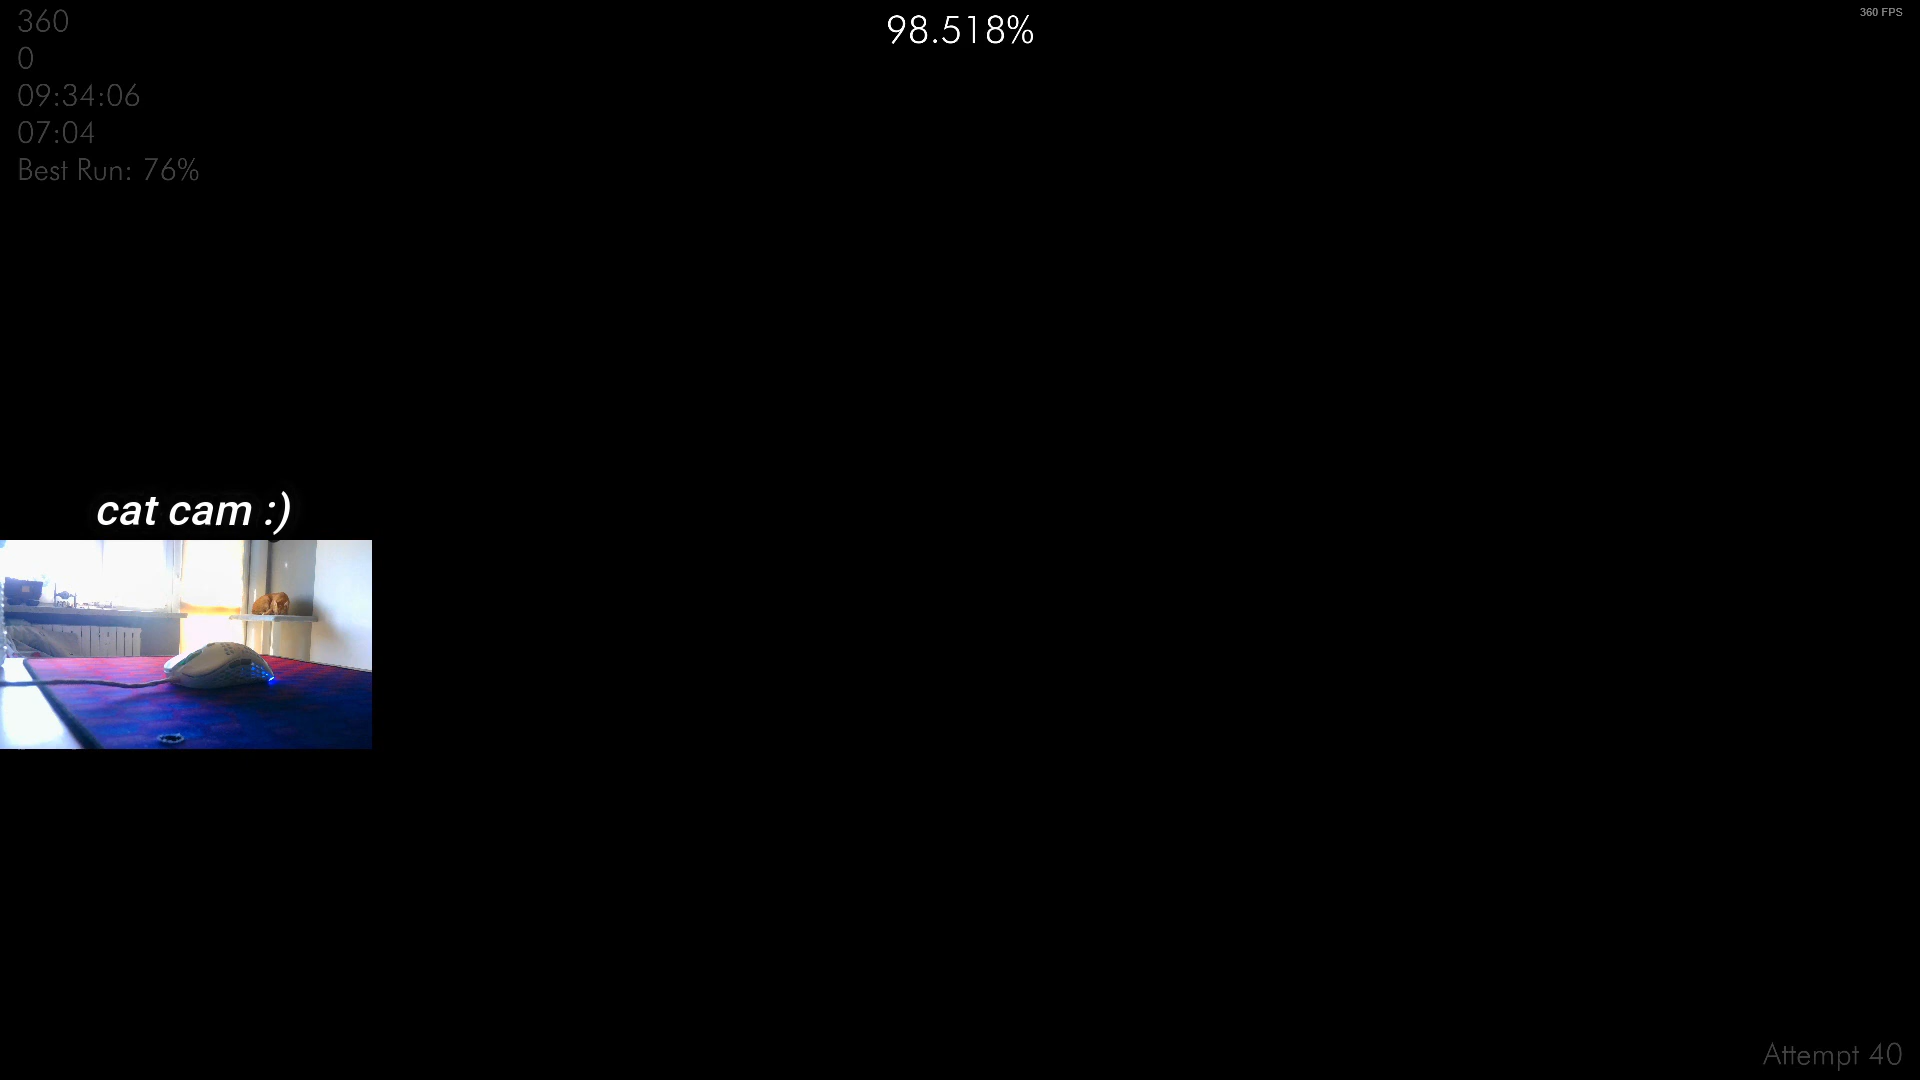 360
0
09:34:06
07:04
Best Run: 76%
98.518%
360 FPS
cat cam :)
Attempt 40